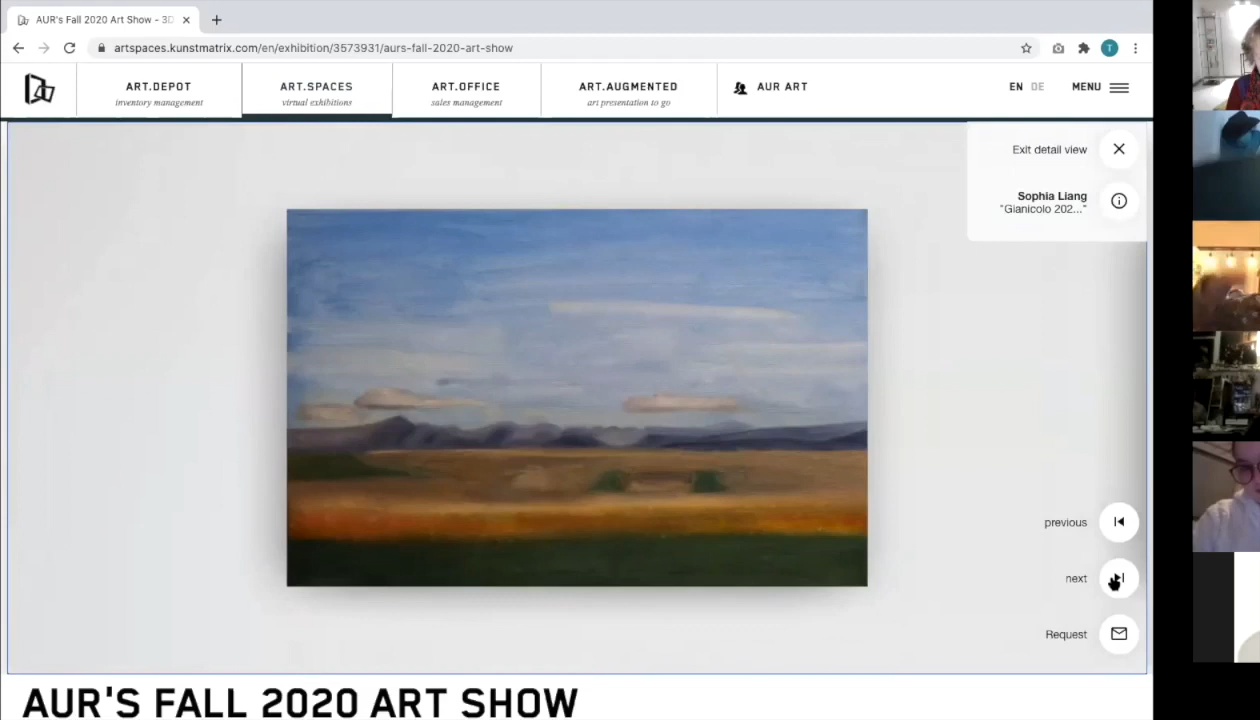 AUR's Fall 2020 Art Show - 3D
artspaces.kunstmatrix.com/en/exhibition/3573931/aurs-fall-2020-art-show
T
ART.DEPOT
inventory management
ART.SPACES
virtual exhibitions
ART.OFFICE
sales management
ART.AUGMENTED
art presentation to go
AUR ART
EN DE
MENU
Exit detail view
Sophia Liang
"Gianicolo 202..."
previous
next
Request
AUR'S FALL 2020 ART SHOW